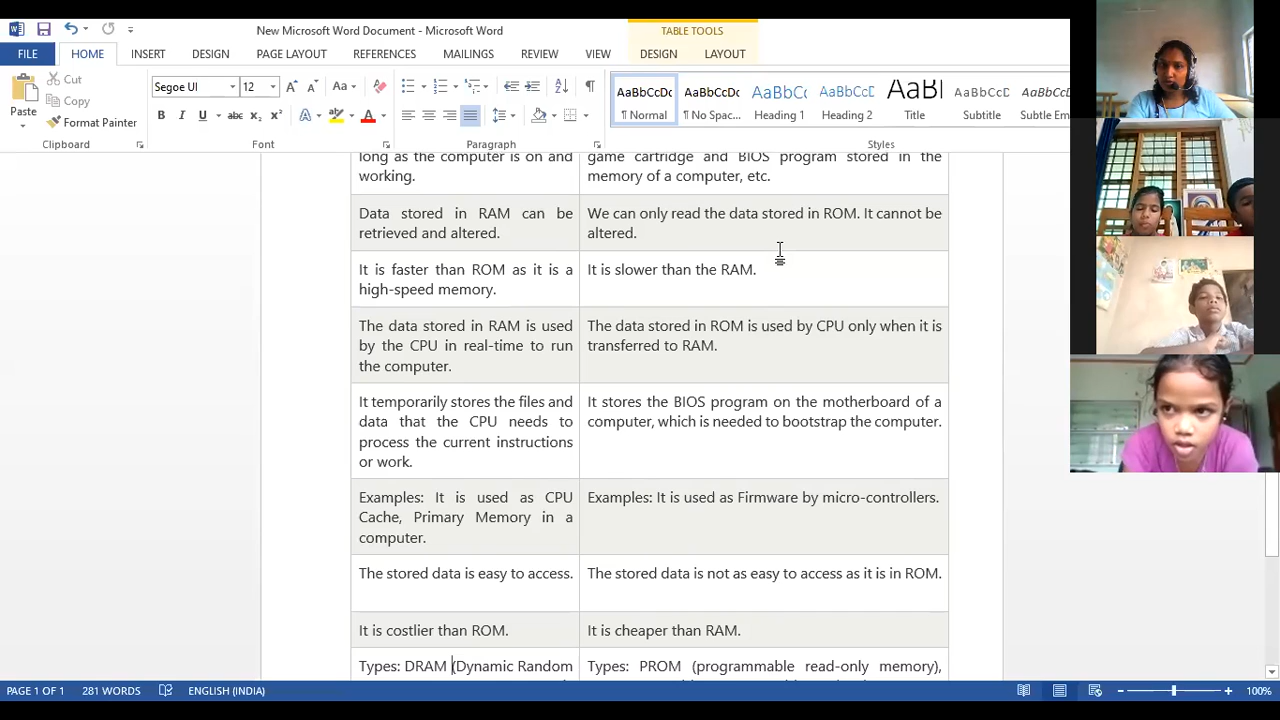 New Microsoft Word Document - Microsoft Word
TABLE TOOLS
FILE HOME INSERT DESIGN PAGE LAYOUT REFERENCES MAILINGS REVIEW VIEW DESIGN LAYOUT
Cut
Copy
Format Painter
Paste
Segoe UI 12
AaBbCcDc AaBbCcDc AaBbCc AaBbCcD AaBl AaBbCcD AaBbCcDc
¶ Normal ¶ No Spac... Heading 1 Heading 2 Title Subtitle Subtle Em
Clipboard Font Paragraph Styles
long as the computer is on and
working.
game cartridge and BIOS program stored in the
memory of a computer, etc.
Data stored in RAM can be
retrieved and altered.
We can only read the data stored in ROM. It cannot be
altered.
It is faster than ROM as it is a
high-speed memory.
It is slower than the RAM.
The data stored in RAM is used
by the CPU in real-time to run
the computer.
The data stored in ROM is used by CPU only when it is
transferred to RAM.
It temporarily stores the files and
data that the CPU needs to
process the current instructions
or work.
It stores the BIOS program on the motherboard of a
computer, which is needed to bootstrap the computer.
Examples: It is used as CPU
Cache, Primary Memory in a
computer.
Examples: It is used as Firmware by micro-controllers.
The stored data is easy to access.
The stored data is not as easy to access as it is in ROM.
It is costlier than ROM.
It is cheaper than RAM.
Types: DRAM (Dynamic Random
Types: PROM (programmable read-only memory),
PAGE 1 OF 1 281 WORDS ENGLISH (INDIA) 100%